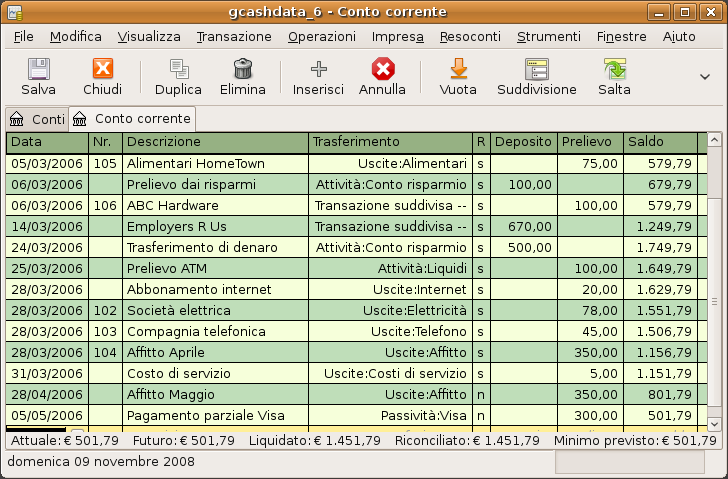 gcashdata_6 - Conto corrente
File Modifica Visualizza Transazione Operazioni Impresa Resoconti Strumenti Finestre Aiuto
Salva Chiudi Duplica Elimina Inserisci Annulla Vuota Suddivisione Salta
Conti Conto corrente
Data Nr. Descrizione Trasferimento R Deposito Prelievo Saldo
05/03/2006 105 Alimentari HomeTown Uscite:Alimentari s 75,00 579,79
06/03/2006 Prelievo dai risparmi Attività:Conto risparmio s 100,00 679,79
06/03/2006 106 ABC Hardware Transazione suddivisa -- s 100,00 579,79
14/03/2006 Employers R Us Transazione suddivisa -- s 670,00 1.249,79
24/03/2006 Trasferimento di denaro Attività:Conto risparmio s 500,00 1.749,79
25/03/2006 Prelievo ATM Attività:Liquidi s 100,00 1.649,79
28/03/2006 Abbonamento internet Uscite:Internet s 20,00 1.629,79
28/03/2006 102 Società elettrica Uscite:Elettricità s 78,00 1.551,79
28/03/2006 103 Compagnia telefonica Uscite:Telefono s 45,00 1.506,79
28/03/2006 104 Affitto Aprile Uscite:Affitto s 350,00 1.156,79
31/03/2006 Costo di servizio Uscite:Costi di servizio s 5,00 1.151,79
28/04/2006 Affitto Maggio Uscite:Affitto n 350,00 801,79
05/05/2006 Pagamento parziale Visa Passività:Visa n 300,00 501,79
Attuale: € 501,79 Futuro: € 501,79 Liquidato: € 1.451,79 Riconciliato: € 1.451,79 Minimo previsto: € 501,79
domenica 09 novembre 2008